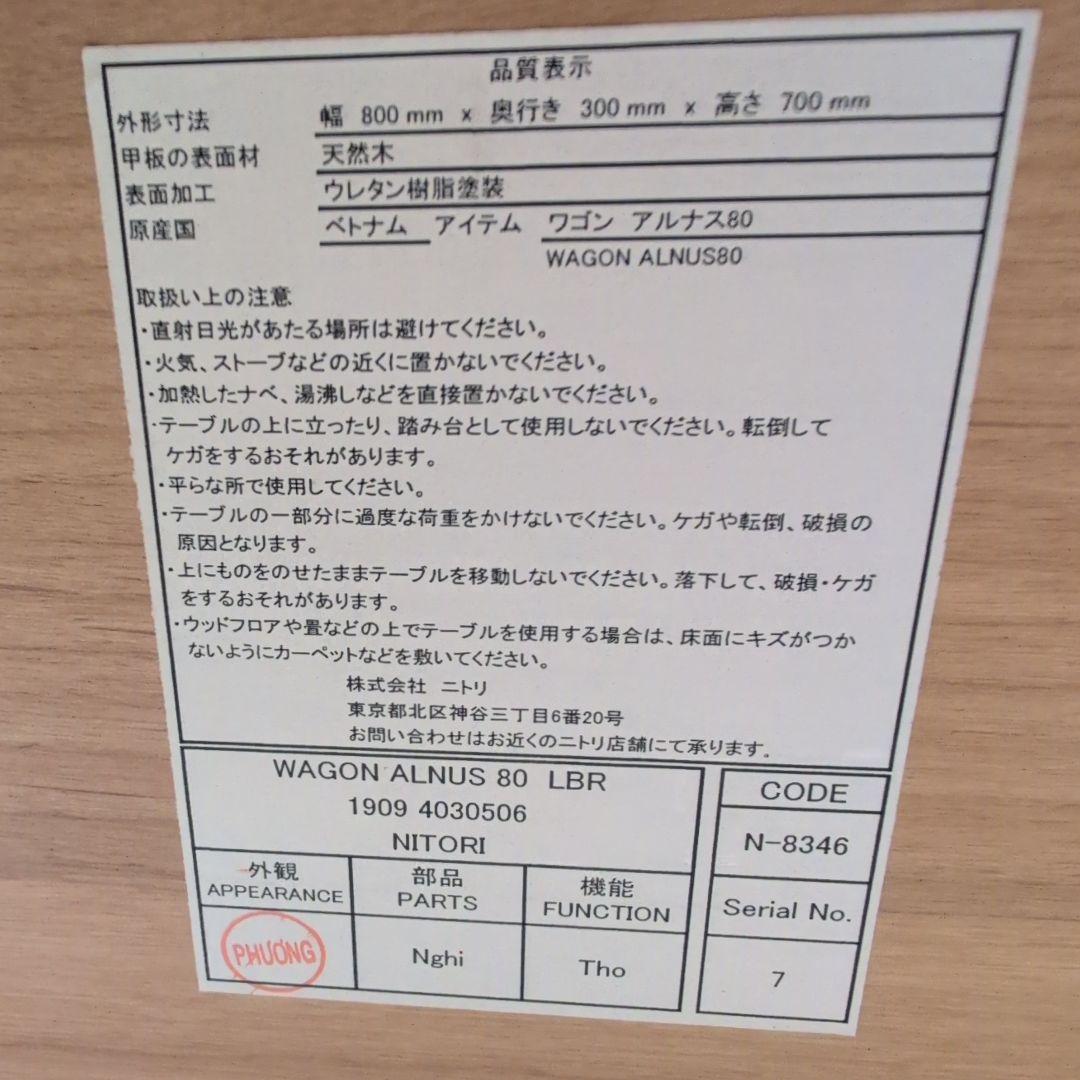 品質表示
外形寸法 幅 800 mm x 奥行き 300 mm x 高さ 700 mm
甲板の表面材 天然木
表面加工 ウレタン樹脂塗装
原産国 ベトナム アイテム ワゴン アルナス80
WAGON ALNUS80
取扱い上の注意
・直射日光があたる場所は避けてください。
・火気、ストーブなどの近くに置かないでください。
・加熱したナベ、湯沸しなどを直接置かないでください。
・テーブルの上に立ったり、踏み台として使用しないでください。転倒して
ケガをするおそれがあります。
・平らな所で使用してください。
・テーブルの一部分に過度な荷重をかけないでください。ケガや転倒、破損の
原因となります。
・上にものをのせたままテーブルを移動しないでください。落下して、破損・ケガ
をするおそれがあります。
・ウッドフロアや畳などの上でテーブルを使用する場合は、床面にキズがつか
ないようにカーペットなどを敷いてください。
株式会社 ニトリ
東京都北区神谷三丁目6番20号
お問い合わせはお近くのニトリ店舗にて承ります。
WAGON ALNUS 80 LBR
1909 4030506
NITORI
CODE
N-8346
外観 部品 機能
APPEARANCE PARTS FUNCTION
Serial No.
PHƯƠNG Nghi Tho
7